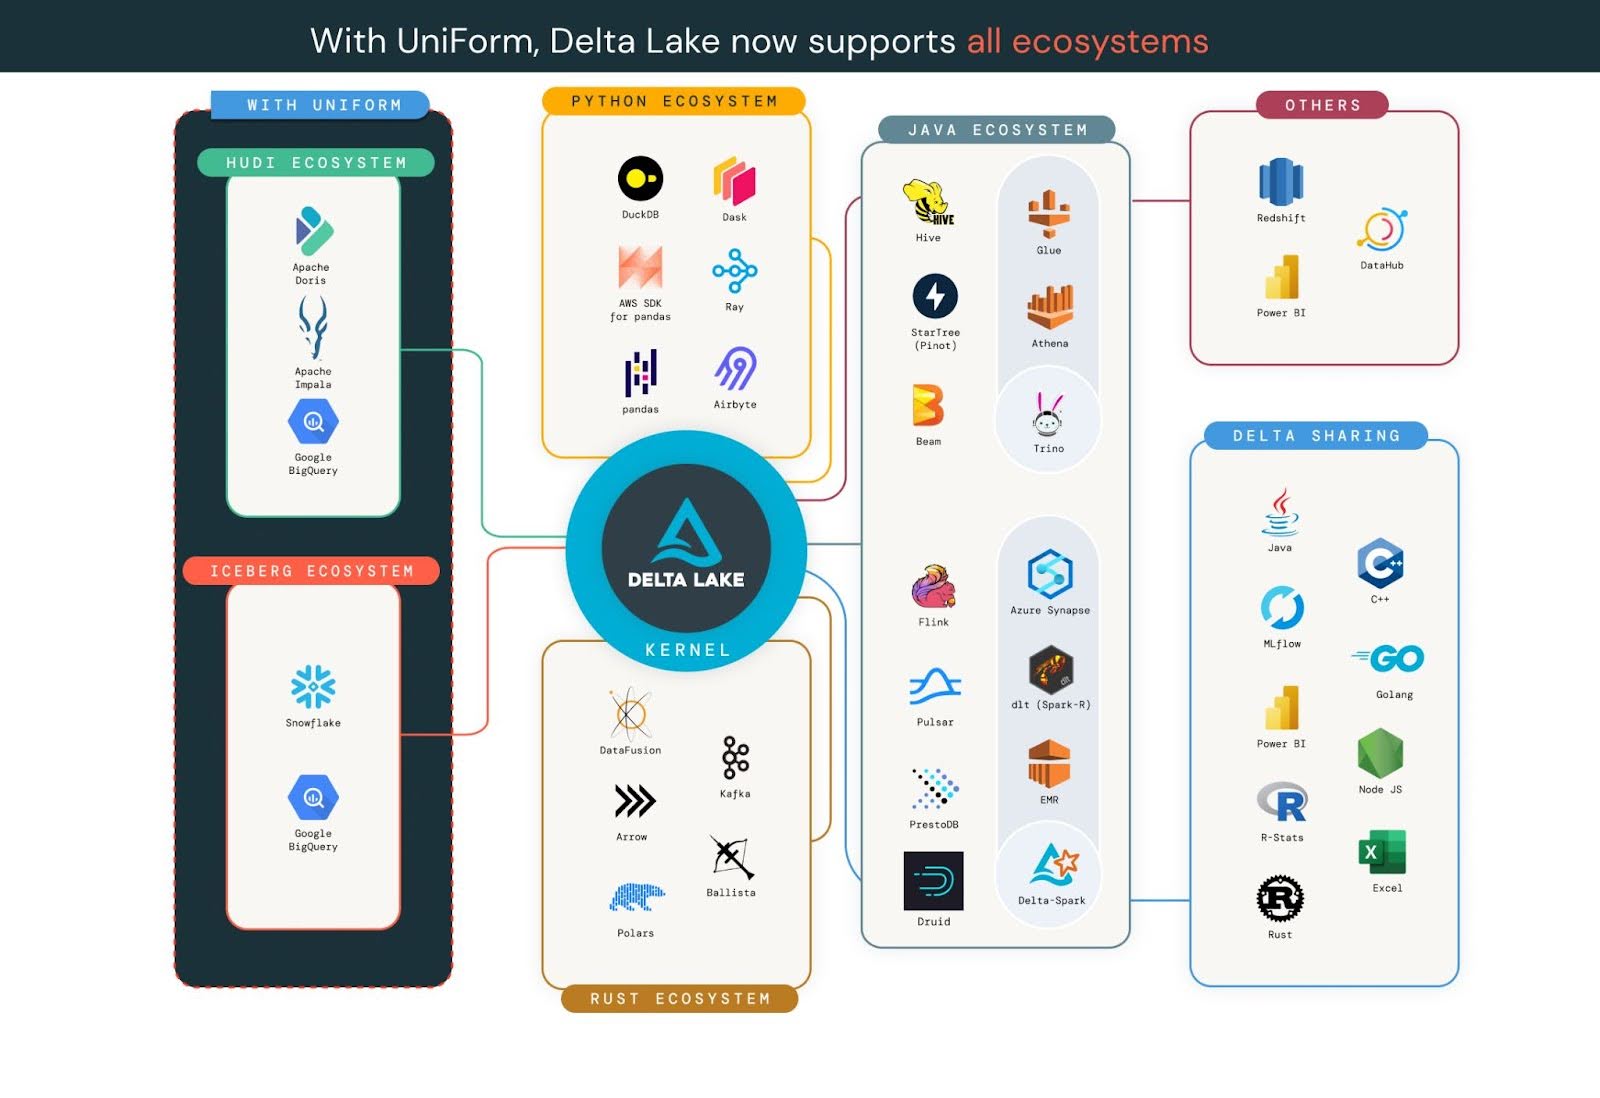 With UniForm, Delta Lake now supports all ecosystems
WITH UNIFORM
HUDI ECOSYSTEM
Apache
Doris
Apache
Impala
Google
BigQuery
ICEBERG ECOSYSTEM
Snowflake
Google
BigQuery
PYTHON ECOSYSTEM
DuckDB
Dask
AWS SDK
for pandas
Ray
pandas
Airbyte
DELTA LAKE
KERNEL
DataFusion
Kafka
Arrow
Ballista
Polars
RUST ECOSYSTEM
JAVA ECOSYSTEM
HIVE
Hive
Glue
StarTree
(Pinot)
Athena
Beam
Trino
Flink
Azure Synapse
Pulsar
dlt
dlt (Spark-R)
PrestoDB
EMR
Druid
Delta-Spark
OTHERS
Redshift
DataHub
Power BI
DELTA SHARING
Java
C++
C++
MLflow
GO
Golang
Power BI
Node JS
R
R-Stats
X
Excel
R
Rust